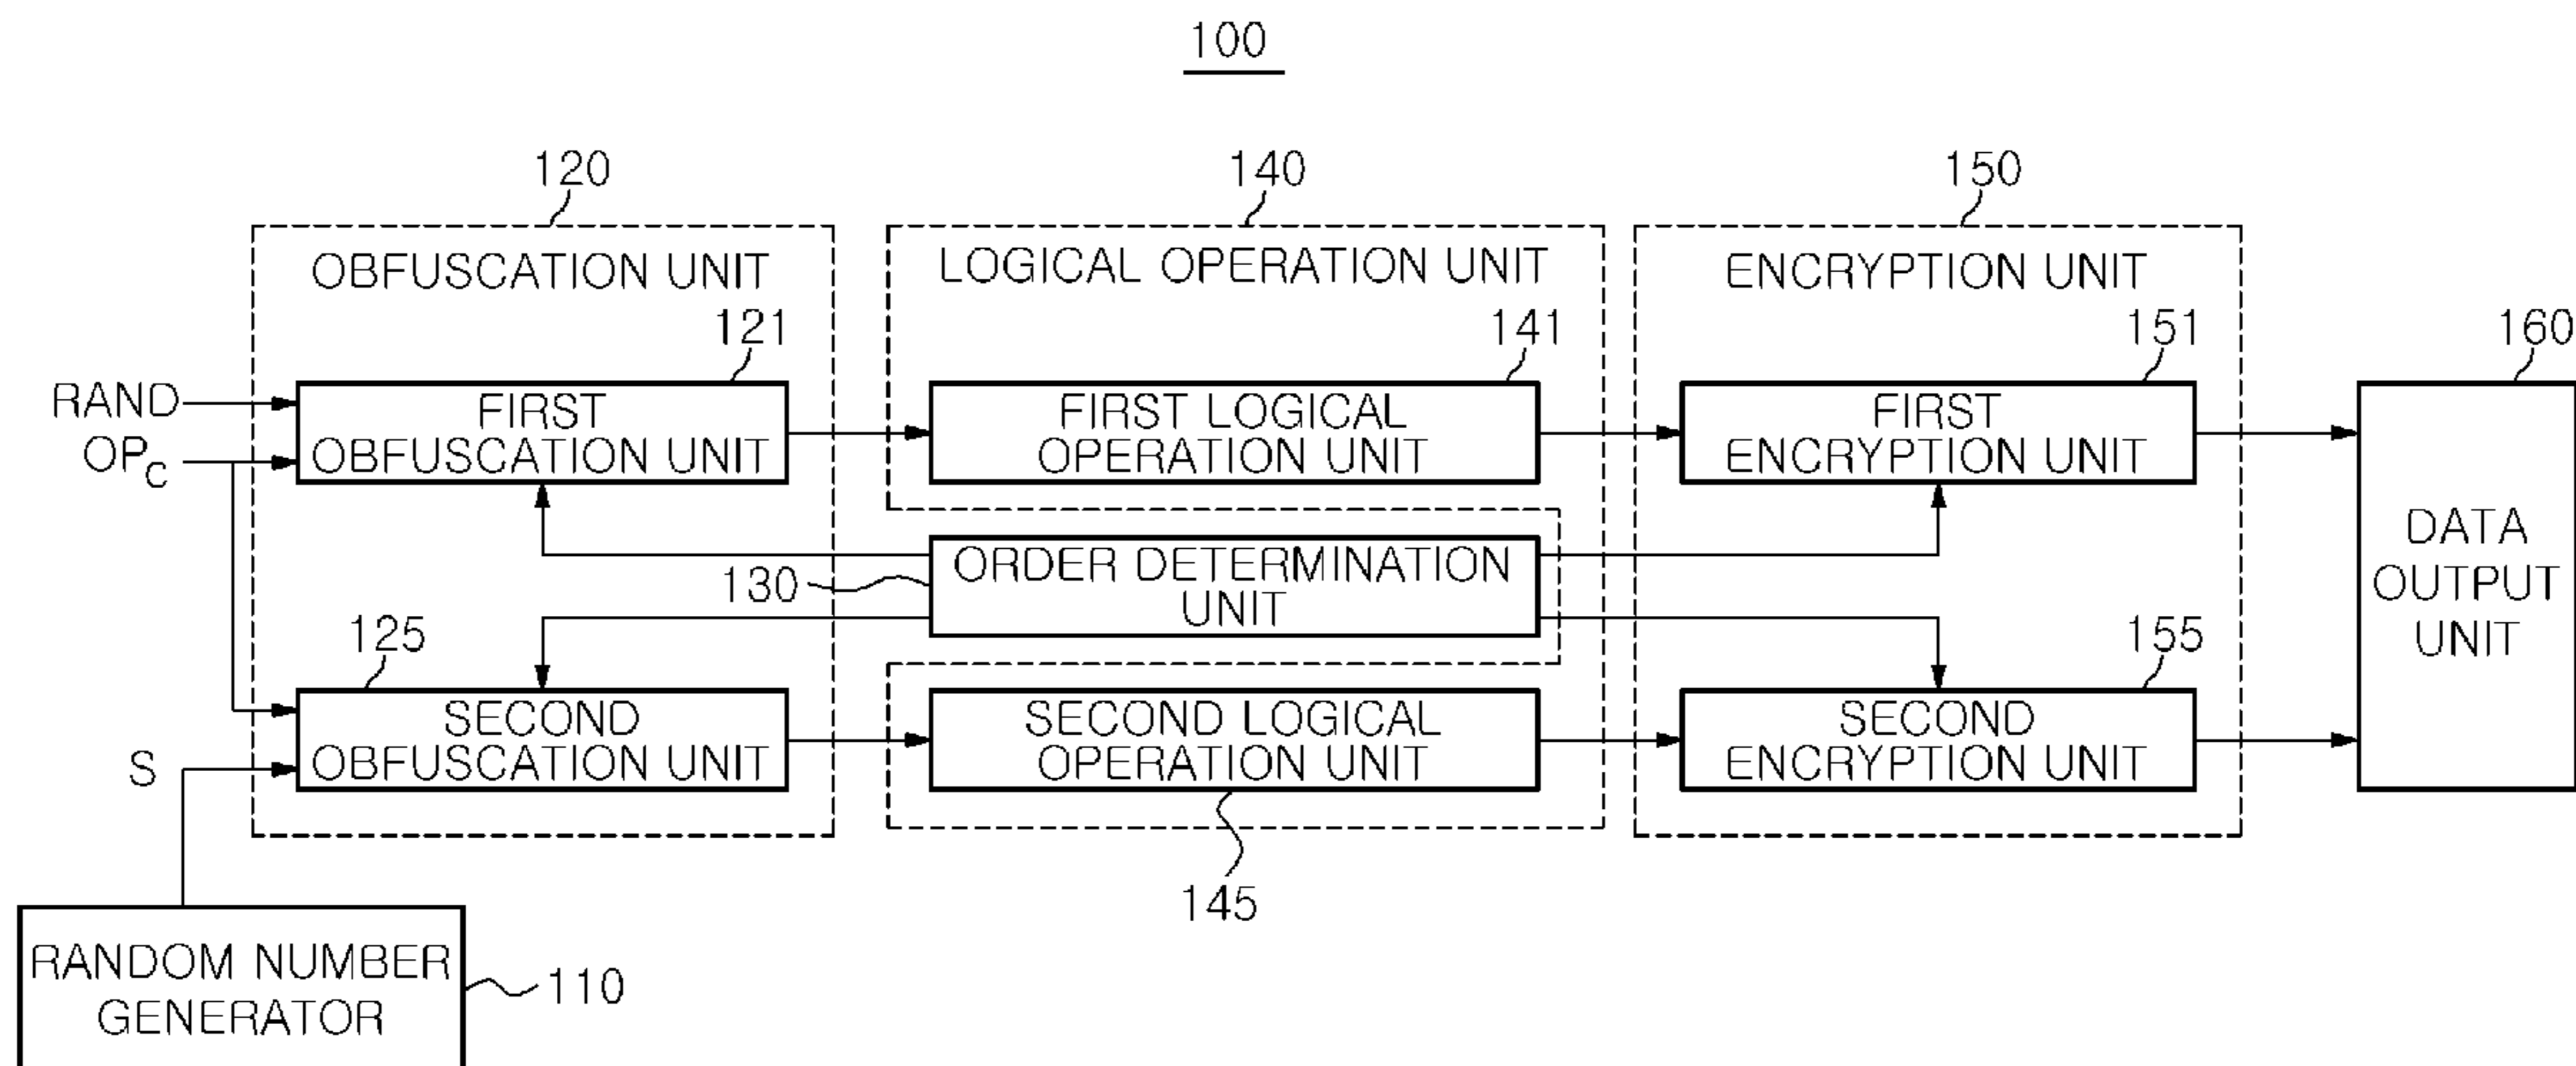 100
120
140
150
OBFUSCATION UNIT
LOGICAL OPERATION UNIT
ENCRYPTION UNIT
121
141
151
160
RAND
OPC
FIRST
OBFUSCATION UNIT
FIRST LOGICAL
OPERATION UNIT
FIRST
ENCRYPTION UNIT
DATA
OUTPUT
UNIT
130
ORDER DETERMINATION
UNIT
125
155
S
SECOND
OBFUSCATION UNIT
SECOND LOGICAL
OPERATION UNIT
SECOND
ENCRYPTION UNIT
145
RANDOM NUMBER
GENERATOR
110